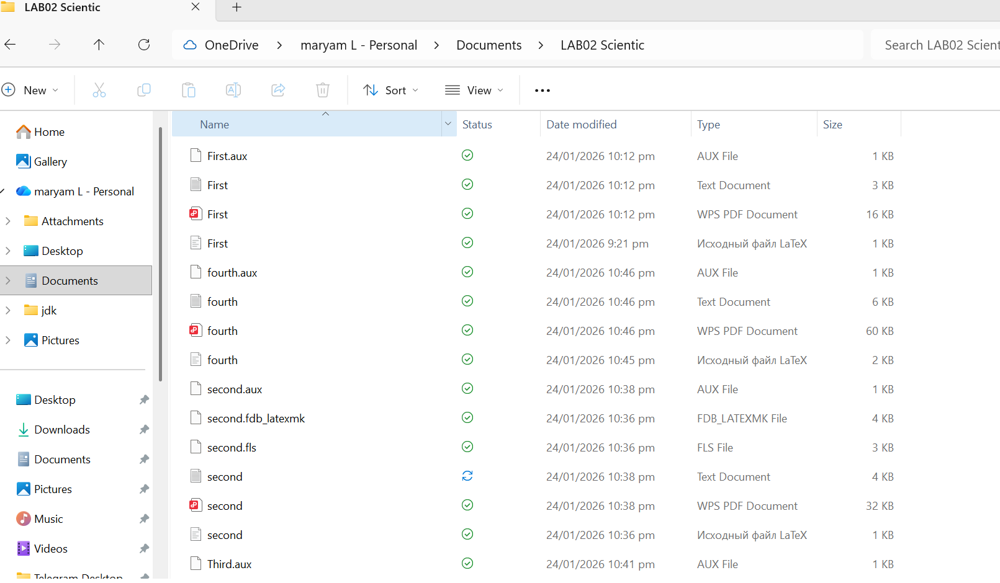 LAB02 Scientic
OneDrive > maryam L - Personal > Documents > LAB02 Scientic
Search LAB02 Scient
New
Sort
View
Home
Gallery
maryam L - Personal
Attachments
Desktop
Documents
jdk
Pictures
Desktop
Downloads
Documents
Pictures
Music
Videos
Telegram Desktop
Name Status Date modified Type Size
First.aux 24/01/2026 10:12 pm AUX File 1 KB
First 24/01/2026 10:12 pm Text Document 3 KB
First 24/01/2026 10:12 pm WPS PDF Document 16 KB
First 24/01/2026 9:21 pm Исходный файл LaTeX 1 KB
fourth.aux 24/01/2026 10:46 pm AUX File 1 KB
fourth 24/01/2026 10:46 pm Text Document 6 KB
fourth 24/01/2026 10:46 pm WPS PDF Document 60 KB
fourth 24/01/2026 10:45 pm Исходный файл LaTeX 2 KB
second.aux 24/01/2026 10:38 pm AUX File 1 KB
second.fdb_latexmk 24/01/2026 10:36 pm FDB_LATEXMK File 4 KB
second.fls 24/01/2026 10:36 pm FLS File 3 KB
second 24/01/2026 10:38 pm Text Document 4 KB
second 24/01/2026 10:38 pm WPS PDF Document 32 KB
second 24/01/2026 10:36 pm Исходный файл LaTeX 1 KB
Third.aux 24/01/2026 10:41 pm AUX File 1 KB